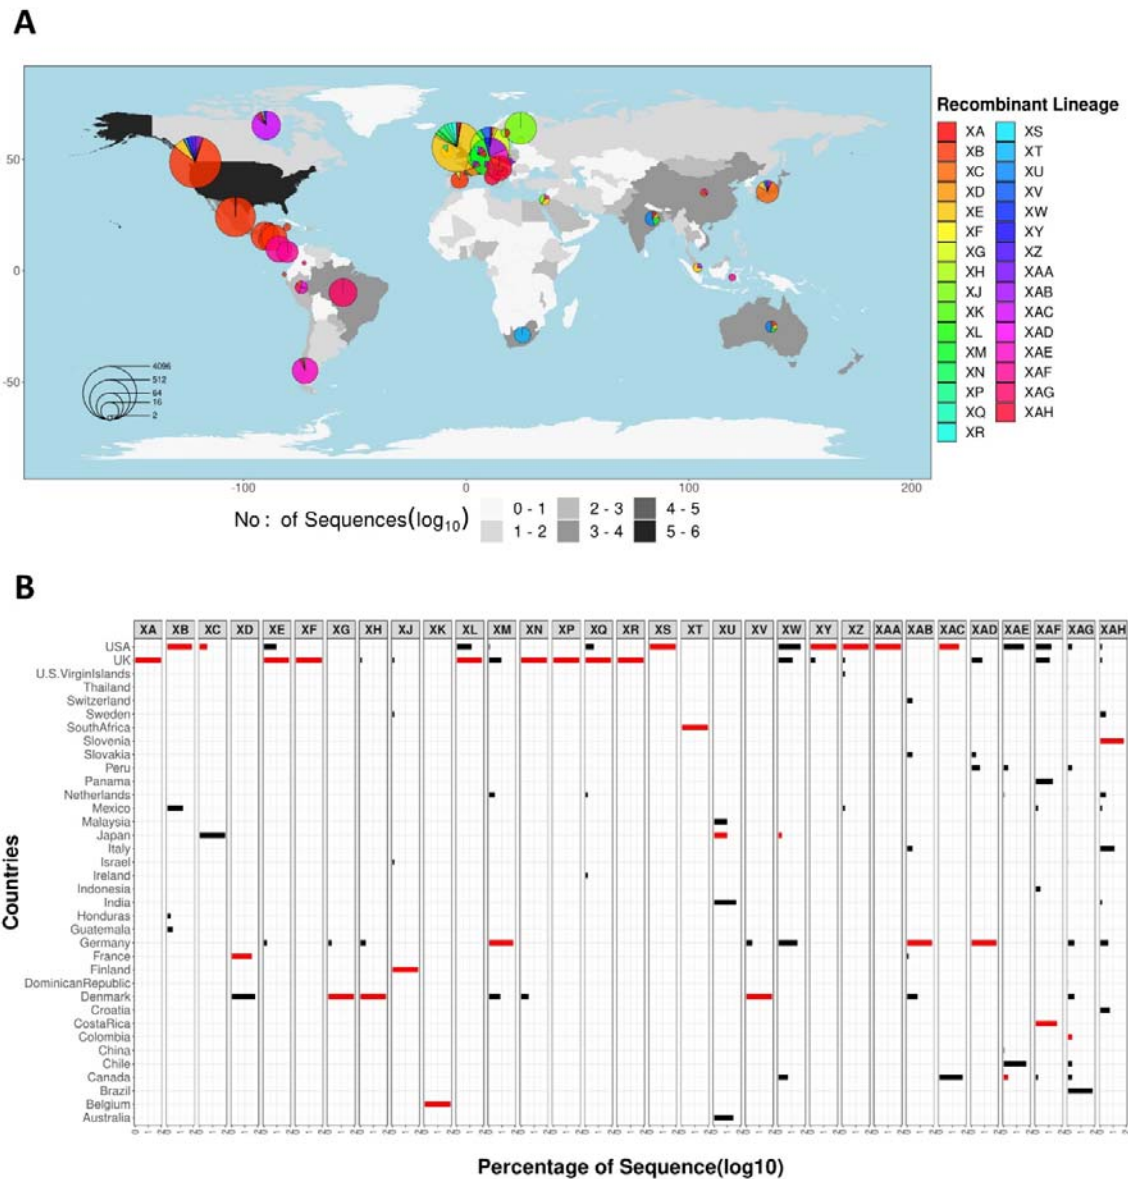 A
Recombinant Lineage
XA XS
XB XT
XC XU
XD XV
XE XW
XF XY
XG XZ
XH XAA
XJ XAB
XK XAC
XL XAD
XM XAE
XN XAF
XP XAG
XQ XAH
XR
50
0
-50
4096
512
64
16
2
-100 0 100 200
No : of Sequences(log10)
0 - 1 2 - 3 4 - 5
1 - 2 3 - 4 5 - 6
B
XA XB XC XD XE XF XG XH XJ XK XL XM XN XP XQ XR XS XT XU XV XW XY XZ XAA XAB XAC XAD XAE XAF XAG XAH
Countries
USA
UK
U.S.VirginIslands
Thailand
Switzerland
Sweden
SouthAfrica
Slovenia
Slovakia
Peru
Panama
Netherlands
Mexico
Malaysia
Japan
Italy
Israel
Ireland
Indonesia
India
Honduras
Guatemala
Germany
France
Finland
DominicanRepublic
Denmark
Croatia
CostaRica
Colombia
China
Chile
Canada
Brazil
Belgium
Australia
Percentage of Sequence(log10)